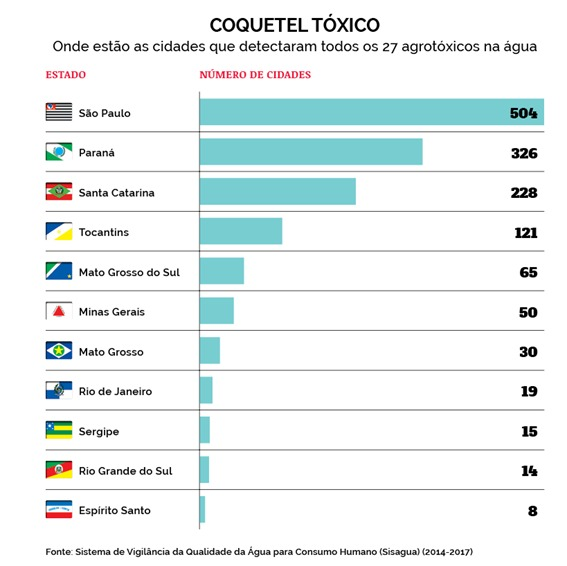 COQUETEL TÓXICO
Onde estão as cidades que detectaram todos os 27 agrotóxicos na água
ESTADO NÚMERO DE CIDADES
São Paulo 504
Paraná 326
Santa Catarina 228
Tocantins 121
Mato Grosso do Sul 65
Minas Gerais 50
Mato Grosso 30
Rio de Janeiro 19
Sergipe 15
Rio Grande do Sul 14
Espírito Santo 8
Fonte: Sistema de Vigilância da Qualidade da Água para Consumo Humano (Sisagua) (2014-2017)